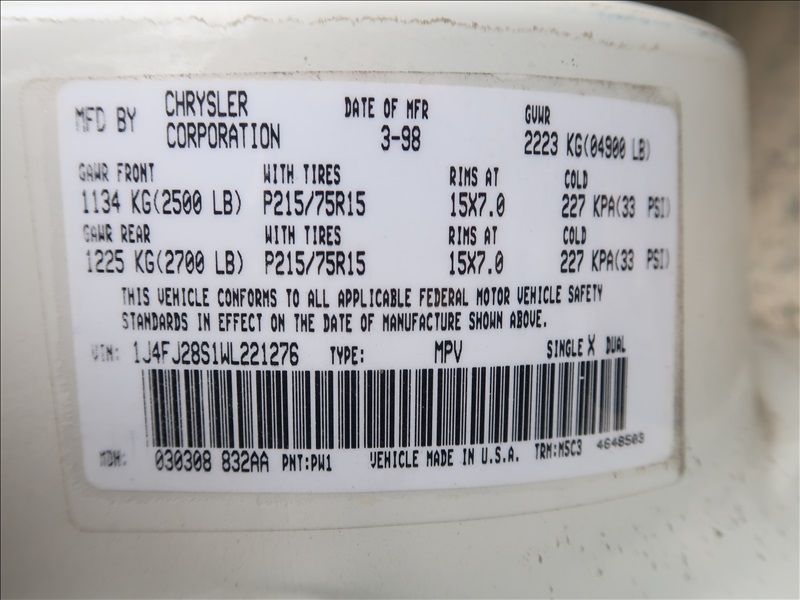 MFD BY CHRYSLER CORPORATION DATE OF MFR 3-98 GVWR 2223 KG(04900 LB)
GAWR FRONT WITH TIRES RIMS AT COLD
1134 KG(2500 LB) P215/75R15 15X7.0 227 KPA(33 PSI)
GAWR REAR WITH TIRES RIMS AT COLD
1225 KG(2700 LB) P215/75R15 15X7.0 227 KPA(33 PSI)
THIS VEHICLE CONFORMS TO ALL APPLICABLE FEDERAL MOTOR VEHICLE SAFETY
STANDARDS IN EFFECT ON THE DATE OF MANUFACTURE SHOWN ABOVE.
VIN: 1J4FJ28S1WL221276 TYPE: MPV SINGLE X DUAL
MDH: 030308 832AA PNT:PW1 VEHICLE MADE IN U.S.A. TRM:M5C3 4648503